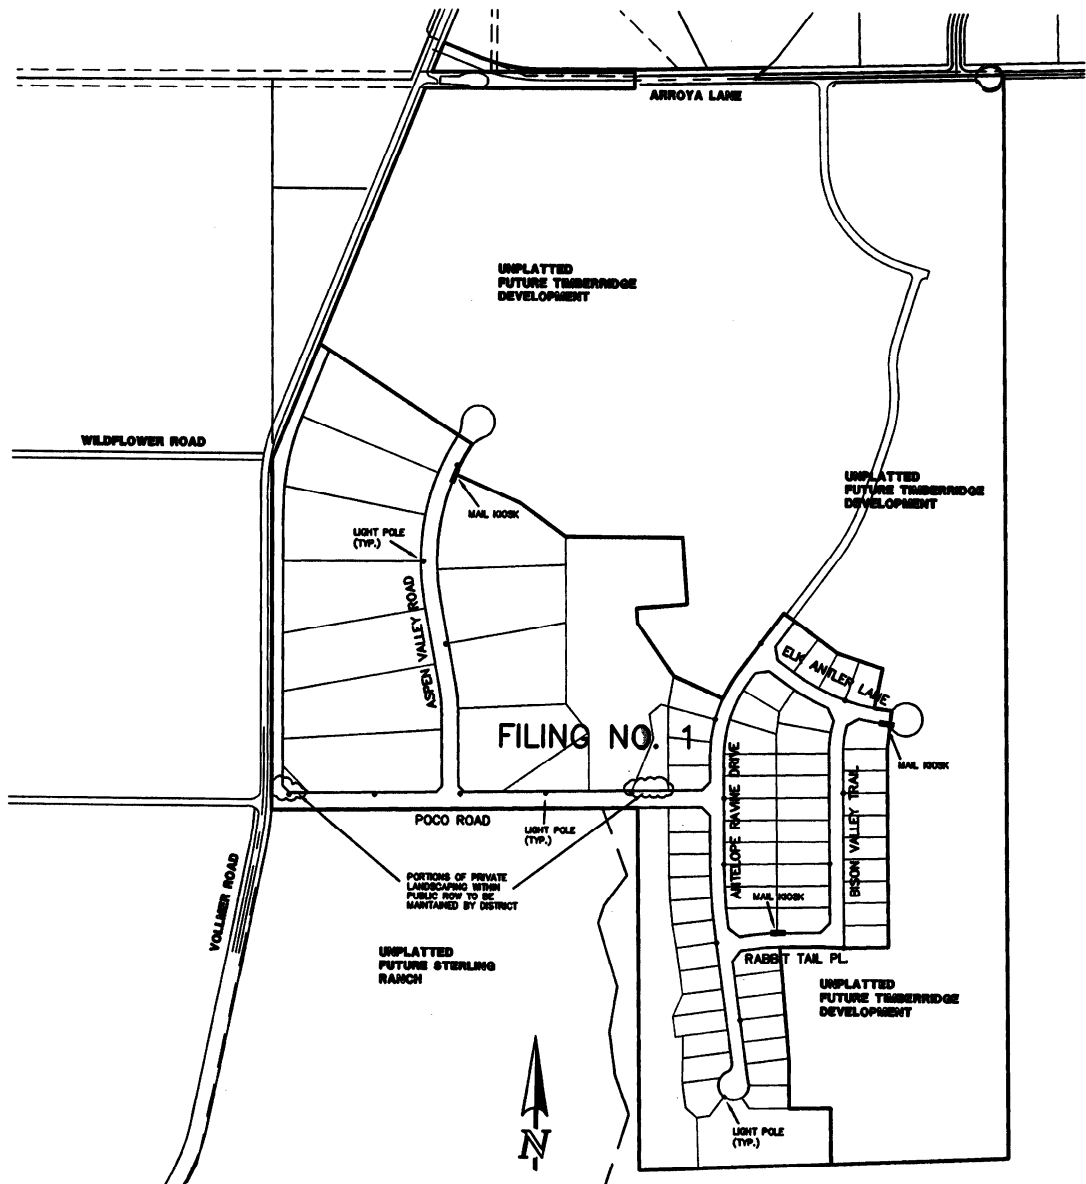 ARROYA LANE
UNPLATTED
FUTURE TIMBERRIDGE
DEVELOPMENT
WILDFLOWER ROAD
UNPLATTED
FUTURE TIMBERRIDGE
DEVELOPMENT
MAIL KIOSK
LIGHT POLE
(TYP.)
ASPEN VALLEY ROAD
ELK ANTLER LANE
FILING NO. 1
MAIL KIOSK
ANTELOPE RAVINE DRIVE
BISON VALLEY TRAIL
POCO ROAD
LIGHT POLE
(TYP.)
VOLLMER ROAD
PORTIONS OF PRIVATE
LANDSCAPING WITHIN
PUBLIC ROW TO BE
MAINTAINED BY DISTRICT
MAIL KIOSK
UNPLATTED
FUTURE STERLING
RANCH
RABBIT TAIL PL.
UNPLATTED
FUTURE TIMBERRIDGE
DEVELOPMENT
N
LIGHT POLE
(TYP.)